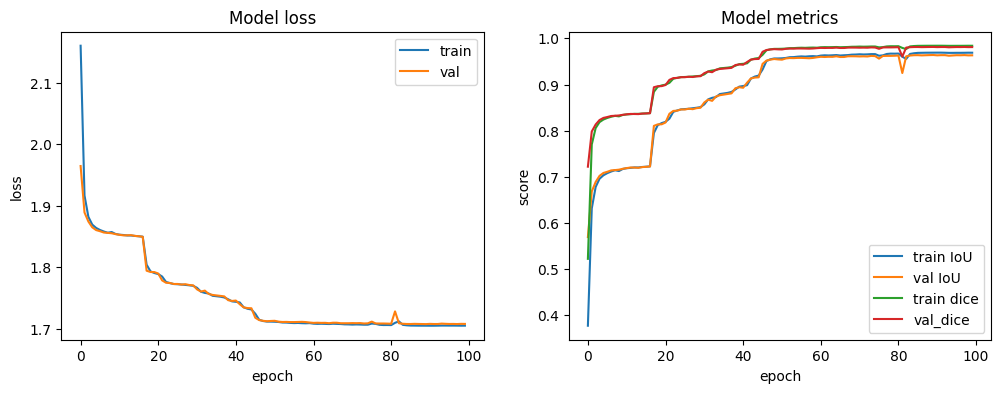 Model loss
2.1
2.0
1.9
1.8
1.7
loss
0
20
40
60
80
100
epoch
train
val
Model metrics
1.0
0.9
0.8
0.7
0.6
0.5
0.4
score
0
20
40
60
80
100
epoch
train IoU
val IoU
train dice
val_dice